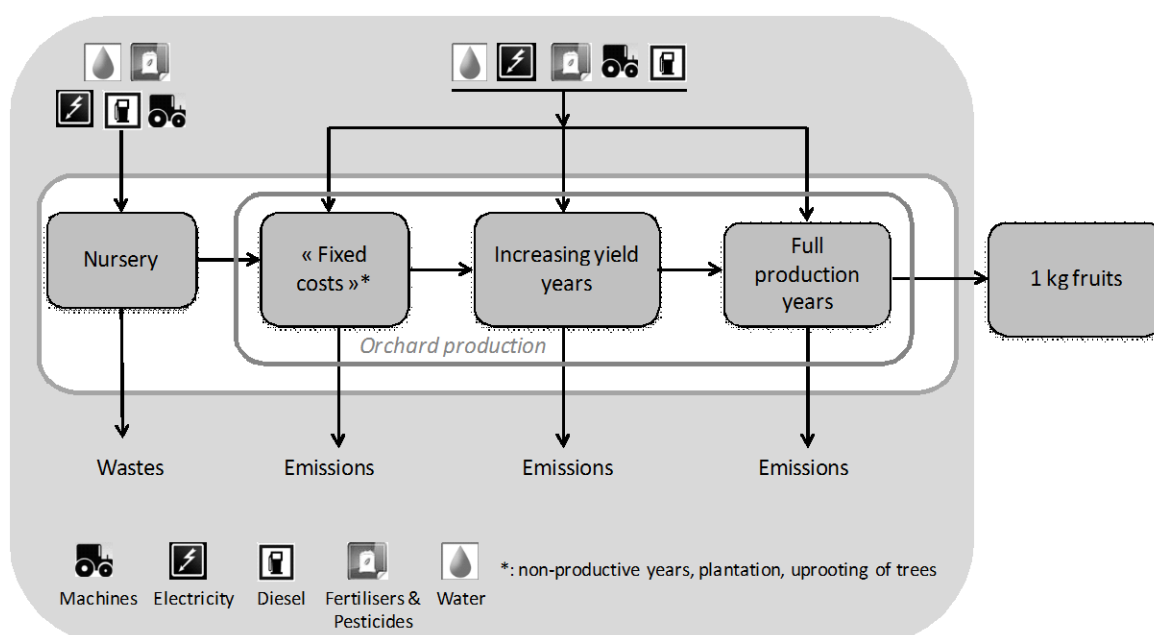 Nursery
« Fixed
costs »*
Increasing yield
years
Full
production
years
1 kg fruits
Orchard production
Wastes
Emissions
Emissions
Emissions
*: non-productive years, plantation, uprooting of trees
Machines
Electricity
Diesel
Fertilisers &
Pesticides
Water